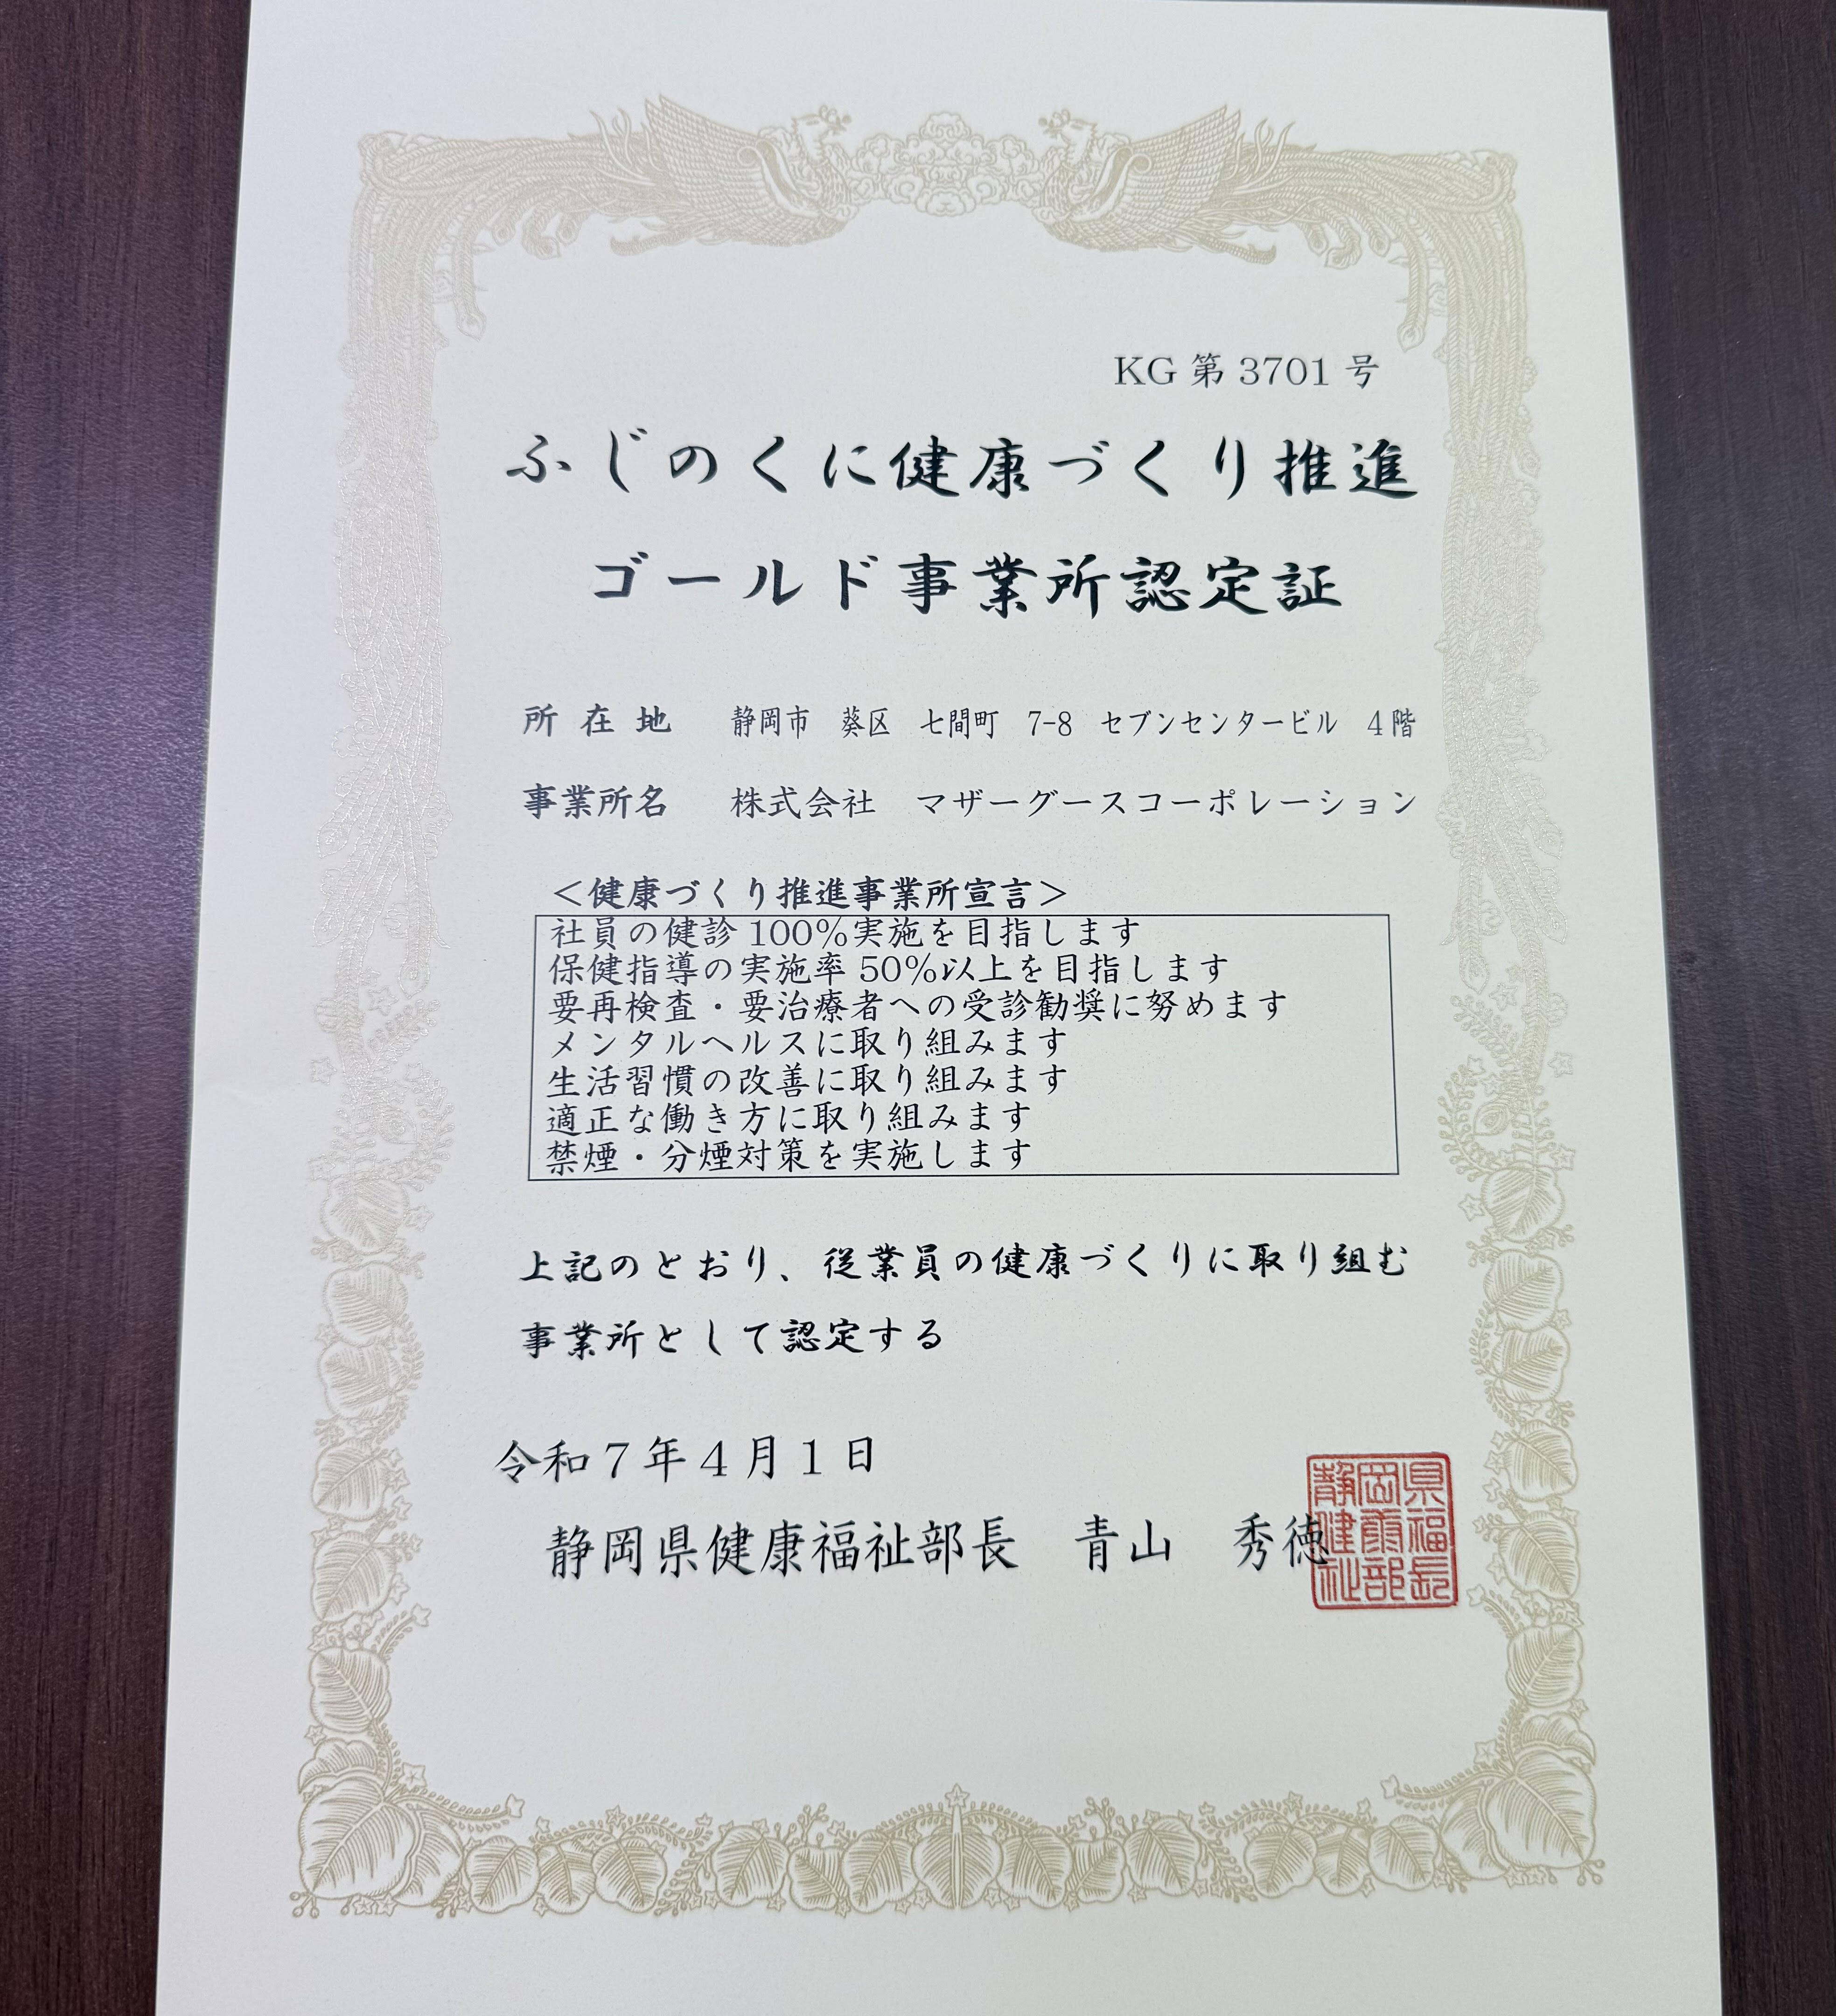 KG 第 3701 号
ふじのくに健康づくり推進
ゴールド事業所認定証
所在地 静岡市 葵区 七間町 7-8 セブンセンタービル 4階
事業所名 株式会社 マザーグースコーポレーション
＜健康づくり推進事業所宣言＞
社員の健診 100%実施を目指します
保健指導の実施率 50%以上を目指します
要再検査・要治療者への受診勧奨に努めます
メンタルヘルスに取り組みます
生活習慣の改善に取り組みます
適正な働き方に取り組みます
禁煙・分煙対策を実施します
上記のとおり、従業員の健康づくりに取り組む
事業所として認定する
令和７年４月１日
静岡県健康福祉部長 青山 秀徳
静岡県
健康福
祉部長